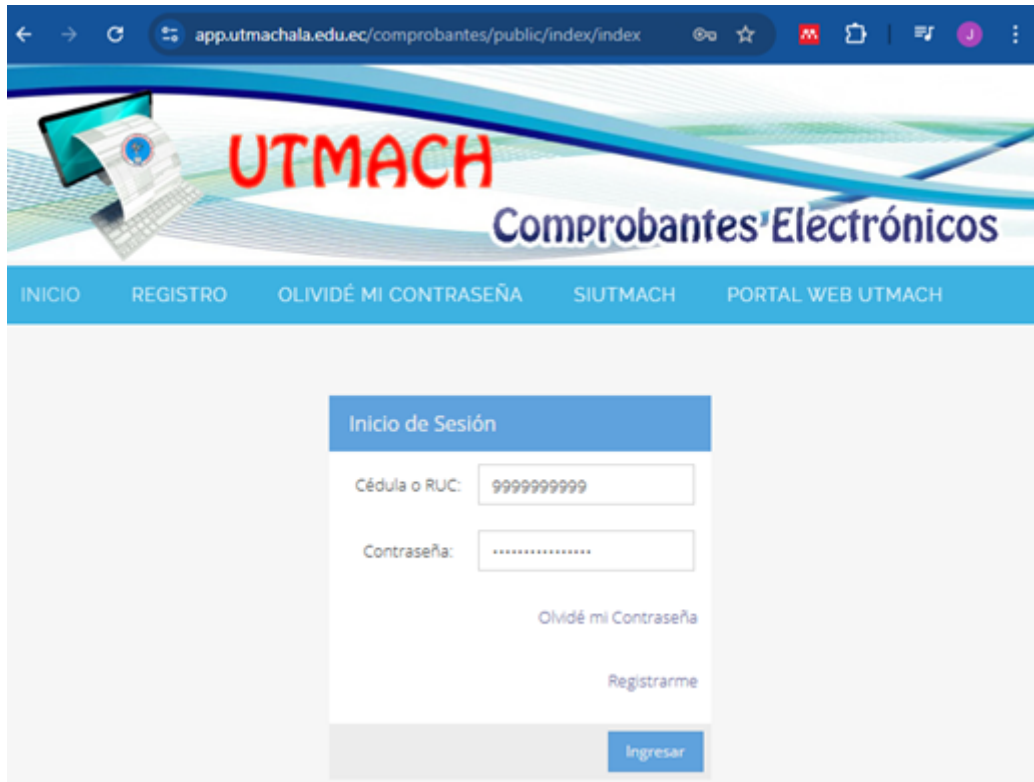 app.utmachala.edu.ec/comprobantes/public/index/index
J
UTMACH
Comprobantes Electrónicos
INICIO REGISTRO OLIVIDÉ MI CONTRASEÑA SIUTMACH PORTAL WEB UTMACH
Inicio de Sesión
Cédula o RUC: 9999999999
Contraseña: ••••••••••••••••
Olvidé mi Contraseña
Registrarme
Ingresar